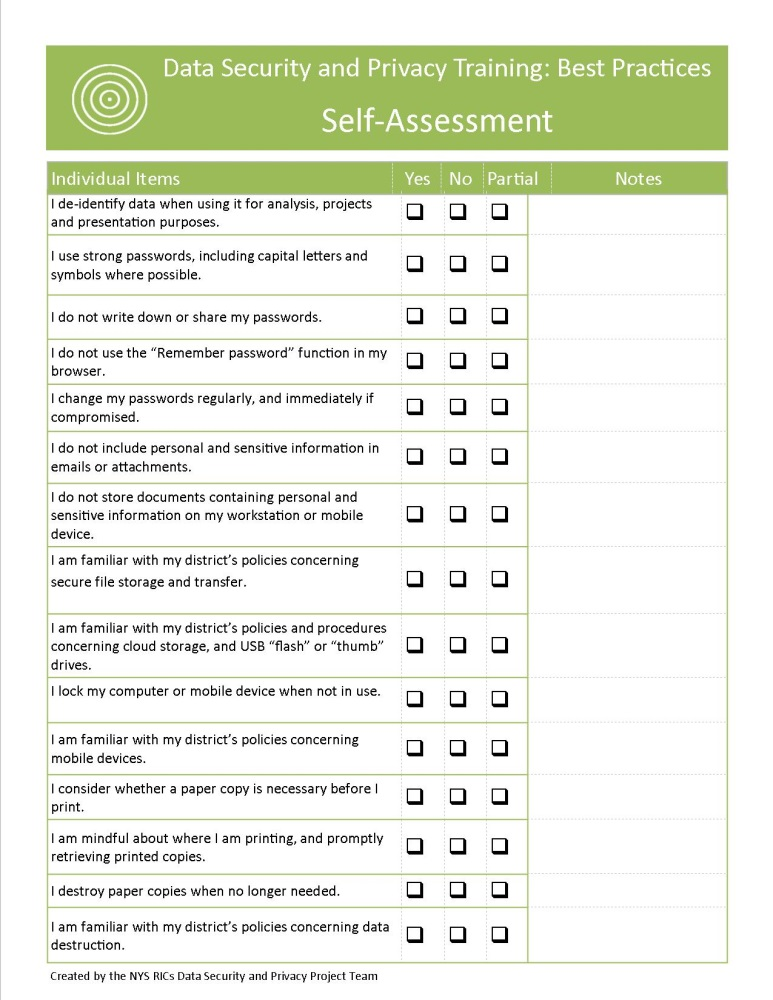 Data Security and Privacy Training: Best Practices
Self-Assessment
Individual Items Yes No Partial Notes
I de-identify data when using it for analysis, projects
and presentation purposes.
I use strong passwords, including capital letters and
symbols where possible.
I do not write down or share my passwords.
I do not use the “Remember password” function in my
browser.
I change my passwords regularly, and immediately if
compromised.
I do not include personal and sensitive information in
emails or attachments.
I do not store documents containing personal and
sensitive information on my workstation or mobile
device.
I am familiar with my district’s policies concerning
secure file storage and transfer.
I am familiar with my district’s policies and procedures
concerning cloud storage, and USB “flash” or “thumb”
drives.
I lock my computer or mobile device when not in use.
I am familiar with my district’s policies concerning
mobile devices.
I consider whether a paper copy is necessary before I
print.
I am mindful about where I am printing, and promptly
retrieving printed copies.
I destroy paper copies when no longer needed.
I am familiar with my district’s policies concerning data
destruction.
Created by the NYS RICs Data Security and Privacy Project Team